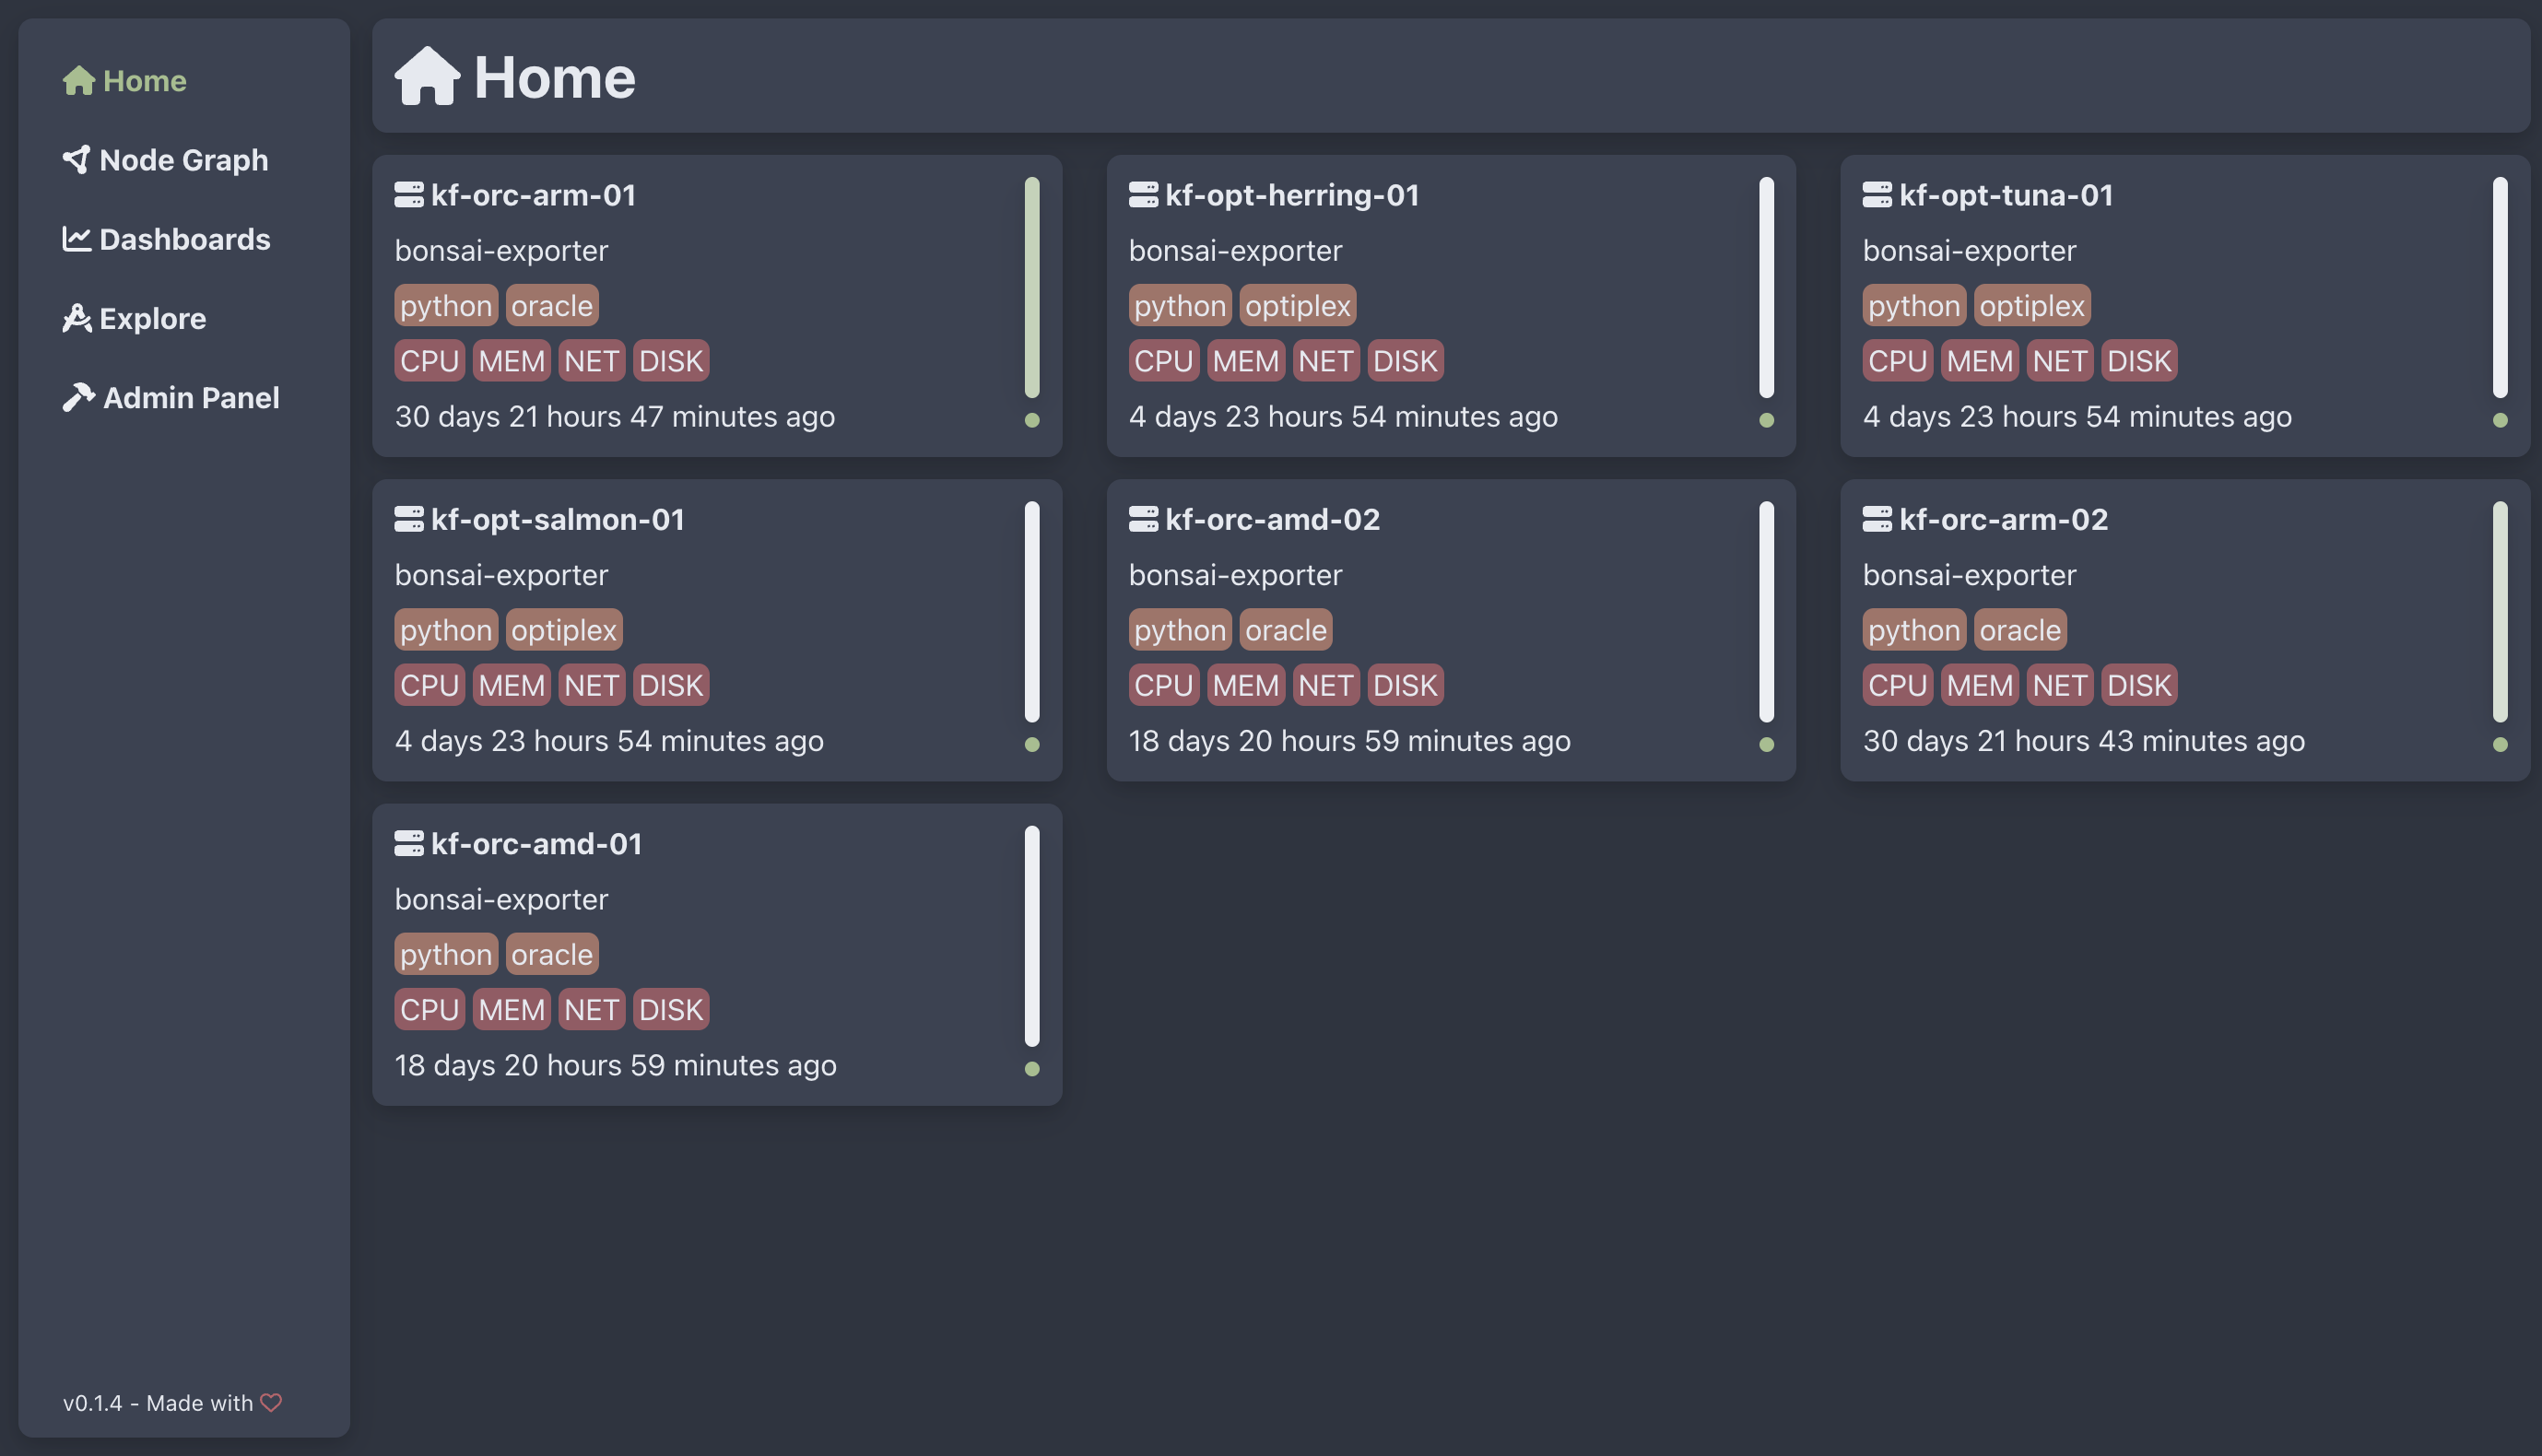 Home
Node Graph
Dashboards
Explore
Admin Panel
v0.1.4 - Made with
Home
kf-orc-arm-01
bonsai-exporter
python oracle
CPU MEM NET DISK
30 days 21 hours 47 minutes ago
kf-opt-herring-01
bonsai-exporter
python optiplex
CPU MEM NET DISK
4 days 23 hours 54 minutes ago
kf-opt-tuna-01
bonsai-exporter
python optiplex
CPU MEM NET DISK
4 days 23 hours 54 minutes ago
kf-opt-salmon-01
bonsai-exporter
python optiplex
CPU MEM NET DISK
4 days 23 hours 54 minutes ago
kf-orc-amd-02
bonsai-exporter
python oracle
CPU MEM NET DISK
18 days 20 hours 59 minutes ago
kf-orc-arm-02
bonsai-exporter
python oracle
CPU MEM NET DISK
30 days 21 hours 43 minutes ago
kf-orc-amd-01
bonsai-exporter
python oracle
CPU MEM NET DISK
18 days 20 hours 59 minutes ago